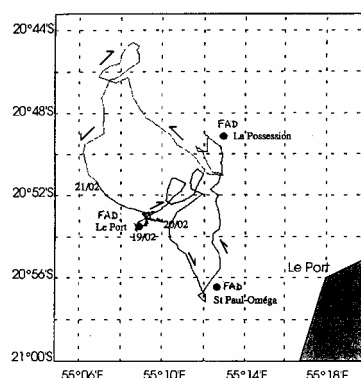 20°44'S
20°48'S
FAD
La Possession
20°52'S
21/02
FAD
Le Port
20/02
19/02
Le Port
20°56'S
FAD
St Paul-Oméga
21°00'S
55°06'E 55°10'E 55°14'E 55°18'E